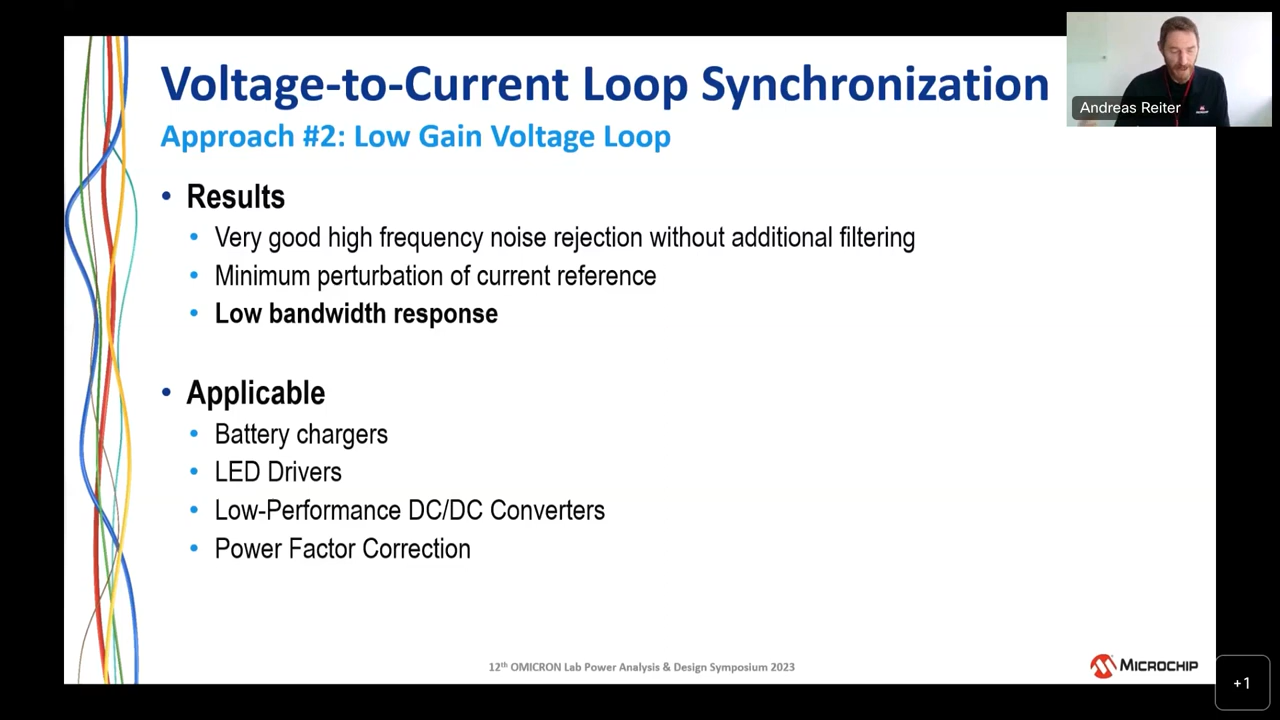 Voltage-to-Current Loop Synchronization
Approach #2: Low Gain Voltage Loop
Andreas Reiter
• Results
• Very good high frequency noise rejection without additional filtering
• Minimum perturbation of current reference
• Low bandwidth response
• Applicable
• Battery chargers
• LED Drivers
• Low-Performance DC/DC Converters
• Power Factor Correction
12th OMICRON Lab Power Analysis & Design Symposium 2023
MICROCHIP
+1